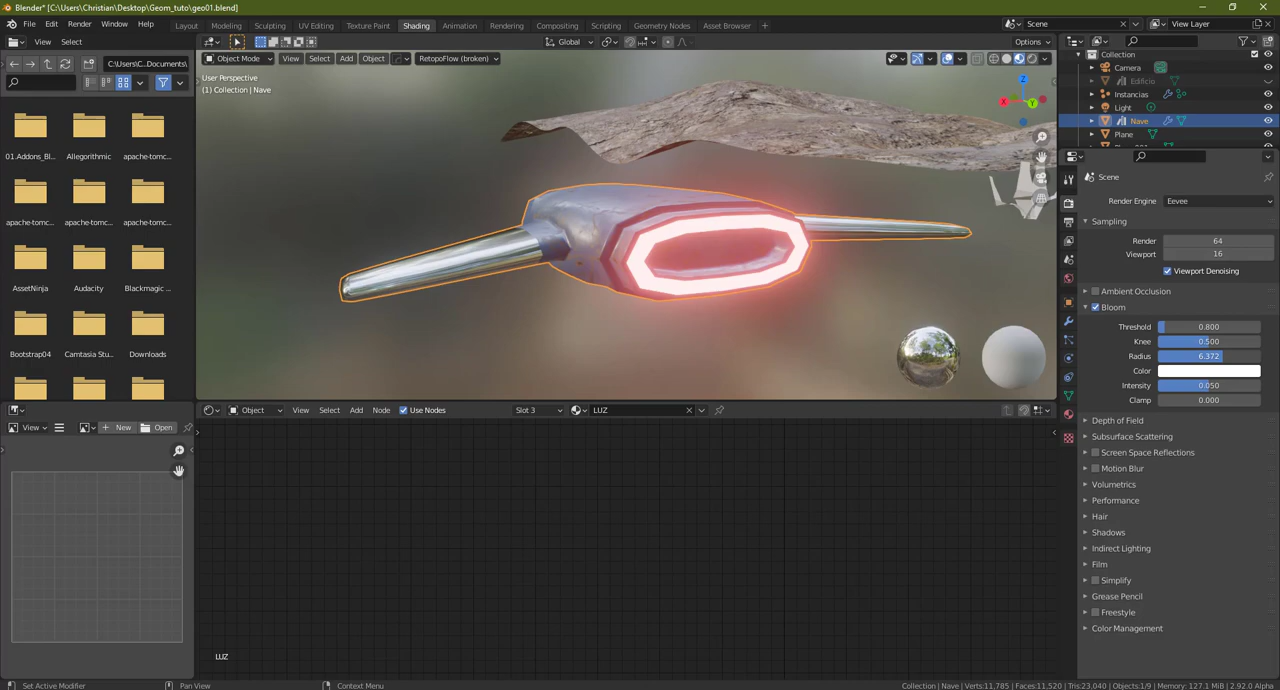 Blender* [C:\Users\Christian\Desktop\Geom_tuto\geo01.blend]
File Edit Render Window Help Layout Modeling Sculpting UV Editing Texture Paint Shading Animation Rendering Compositing Scripting Geometry Nodes Asset Browser Scene View Layer
View Select Global Options
C:\Users\C...Documents\ Object Mode View Select Add Object RetopoFlow (broken)
User Perspective
(1) Collection | Nave
01.Addons_Bl... Allegorithmic apache-tomc...
apache-tomc... apache-tomc... apache-tomc...
AssetNinja Audacity Blackmagic ...
Bootstrap04 Camtasia Stu... Downloads
Z
X
Y
Collection
Camera
Edificio
Instancias
Light
Nave
Plane
Scene
Render Engine Eevee
Sampling
Render 64
Viewport 16
Viewport Denoising
Ambient Occlusion
Bloom
Threshold 0.800
Knee 0.500
Radius 6.372
Color
Intensity 0.050
Clamp 0.000
Depth of Field
Subsurface Scattering
Screen Space Reflections
Motion Blur
Volumetrics
Performance
Hair
Shadows
Indirect Lighting
Film
Simplify
Grease Pencil
Freestyle
Color Management
View New Open
Object View Select Add Node Use Nodes Slot 3 LUZ
LUZ
Set Active Modifier Pan View Context Menu Collection | Nave | Verts:11,785 | Faces:11,520 | Tris:23,040 | Objects:1/9 | Memory: 127.1 MiB | 2.92.0 Alpha